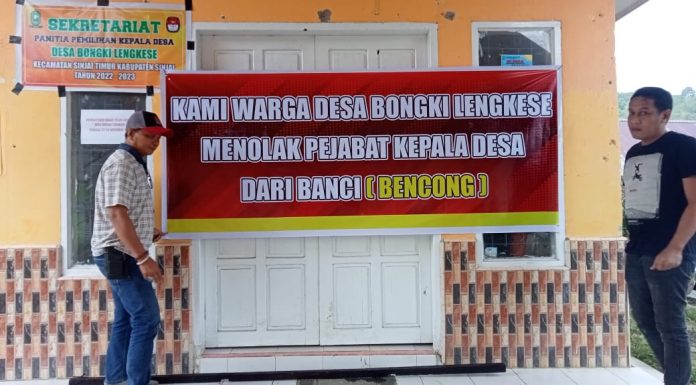 SEKRETARIAT
PANITIA PEMILIHAN KEPALA DESA
DESA BONGKI LENGKESE
KECAMATAN SINJAI TIMUR KABUPATEN SINJAI
TAHUN 2022 - 2023
KAMI WARGA DESA BONGKI LENGKESE
MENOLAK PEJABAT KEPALA DESA
DARI BANCI ( BENCONG )